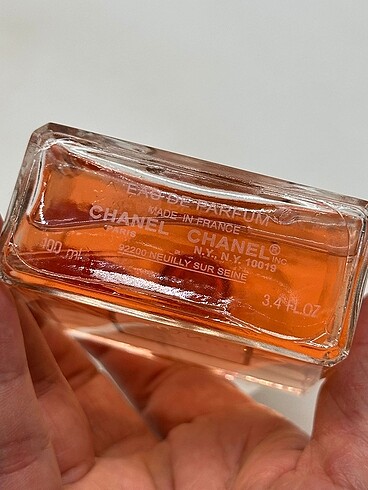 EAU DE PARFUM
MADE IN FRANCE
CHANEL CHANEL®INC
PARIS N.Y. N.Y. 10019
100 ml 92200 NEUILLY SUR SEINE 3.4 FL.OZ